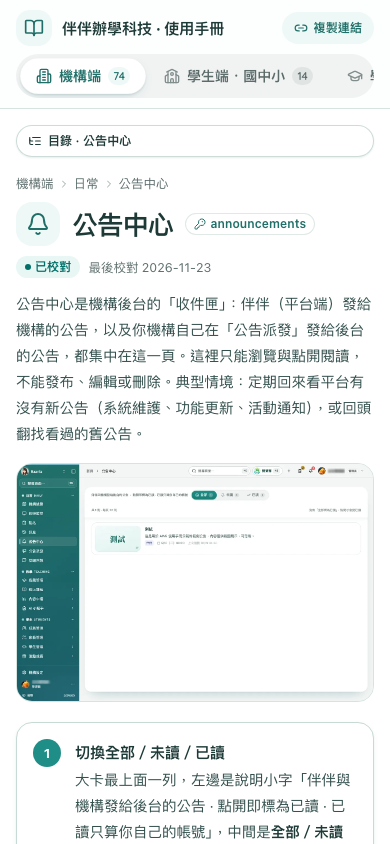 伴伴辦學科技 · 使用手冊
複製連結
機構端 74
學生端 · 國中小 14
目錄 · 公告中心
機構端 > 日常 > 公告中心
公告中心
announcements
已校對
最後校對 2026-11-23
公告中心是機構後台的「收件匣」：伴伴（平台端）發給
機構的公告，以及你機構自己在「公告派發」發給後台
的公告，都集中在這一頁。這裡只能瀏覽與點開閱讀，
不能發布、編輯或刪除。典型情境：定期回來看平台有
沒有新公告（系統維護、功能更新、活動通知），或回頭
翻找看過的舊公告。
測試
測試
1
切換全部 / 未讀 / 已讀
大卡最上面一列，左邊是說明小字「伴伴與
機構發給後台的公告 · 點開即標為已讀 · 已
讀只算你自己的帳號」，中間是全部 / 未讀